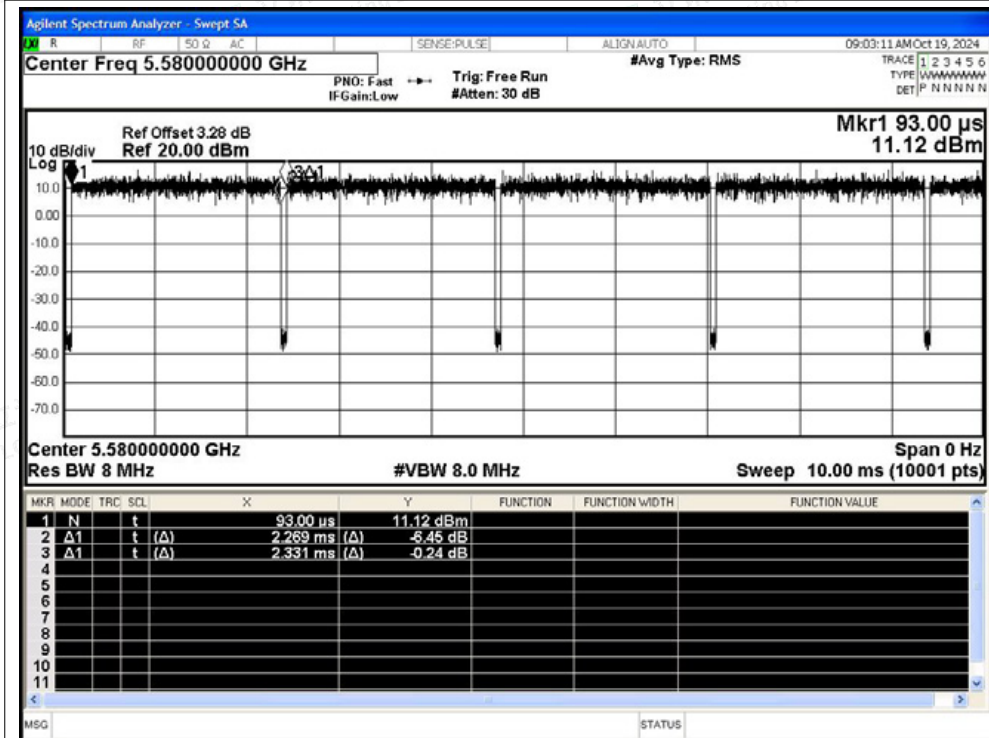 Agilent Spectrum Analyzer - Swept SA
LXI R RF 50 Ω AC SENSE:PULSE ALIGN AUTO 09:03:11 AM Oct 19, 2024
Center Freq 5.580000000 GHz #Avg Type: RMS TRACE 1 2 3 4 5 6
PNO: Fast Trig: Free Run TYPE WWWWWW
IFGain:Low #Atten: 30 dB DET P N N N N N
Mkr1 93.00 µs
Ref Offset 3.28 dB
10 dB/div Ref 20.00 dBm 11.12 dBm
Log
1 3Δ1
10.0
0.00
-10.0
-20.0
-30.0
-40.0
-50.0
-60.0
-70.0
Center 5.580000000 GHz Span 0 Hz
Res BW 8 MHz #VBW 8.0 MHz Sweep 10.00 ms (10001 pts)
MKR MODE TRC SCL X Y FUNCTION FUNCTION WIDTH FUNCTION VALUE
1 N t 93.00 µs 11.12 dBm
2 Δ1 t (Δ) 2.269 ms (Δ) -6.45 dB
3 Δ1 t (Δ) 2.331 ms (Δ) -0.24 dB
4
5
6
7
8
9
10
11
MSG STATUS